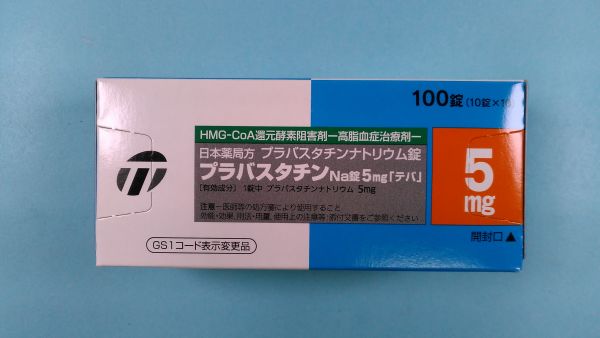 100錠(10錠×10)
HMG-CoA還元酵素阻害剤ー高脂血症治療剤ー
日本薬局方 プラバスタチンナトリウム錠
プラバスタチンNa錠5mg「テバ」
〔有効成分〕 1錠中 プラバスタチンナトリウム 5mg
注意ー医師等の処方箋により使用すること
効能・効果、用法・用量、使用上の注意等:添付文書をご参照ください
5
mg
GS1コード表示変更品
開封口▲